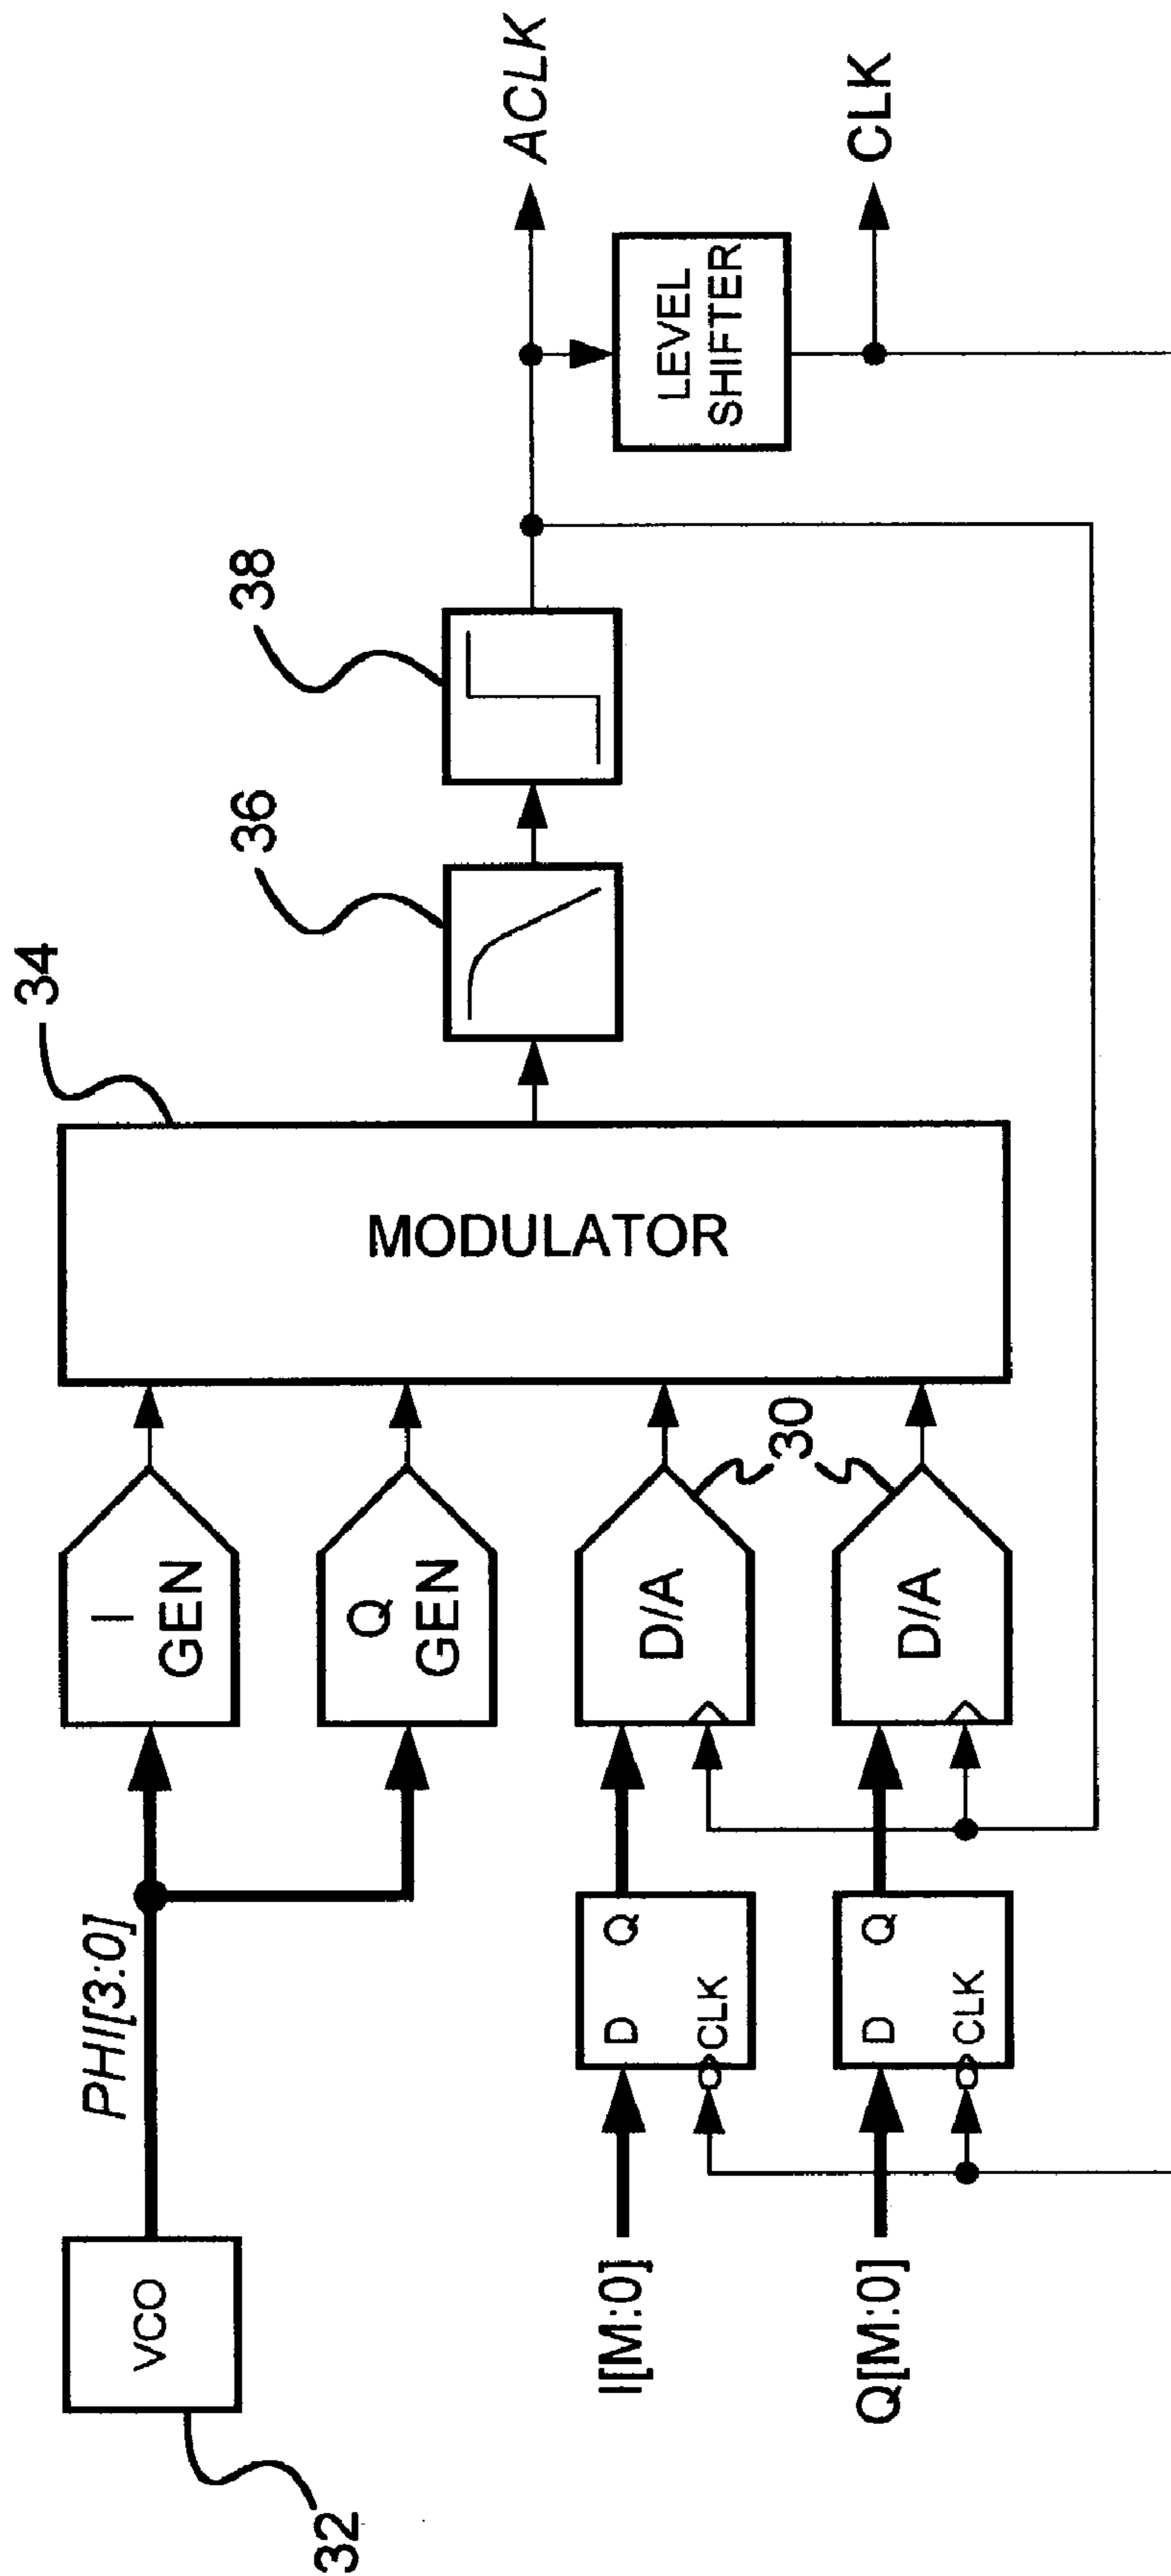 34
36
38
ACLK
PHI[3:0]
VCO
32
I
GEN
Q
GEN
MODULATOR
LEVEL
SHIFTER
CLK
I[M:0]
D Q
CLK
D/A
30
Q[M:0]
D Q
CLK
D/A